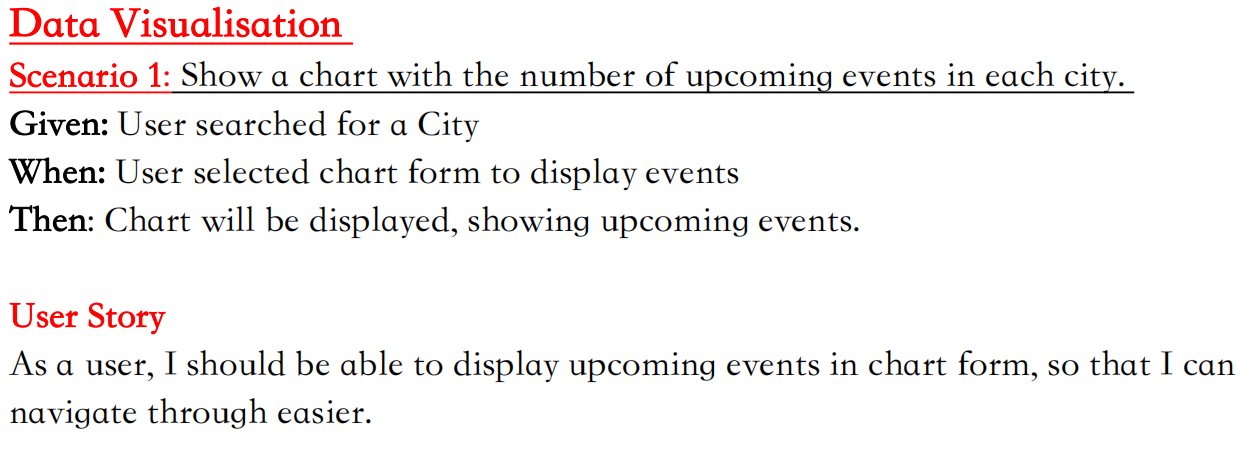 Data Visualisation
Scenario 1: Show a chart with the number of upcoming events in each city.
Given: User searched for a City
When: User selected chart form to display events
Then: Chart will be displayed, showing upcoming events.
User Story
As a user, I should be able to display upcoming events in chart form, so that I can
navigate through easier.